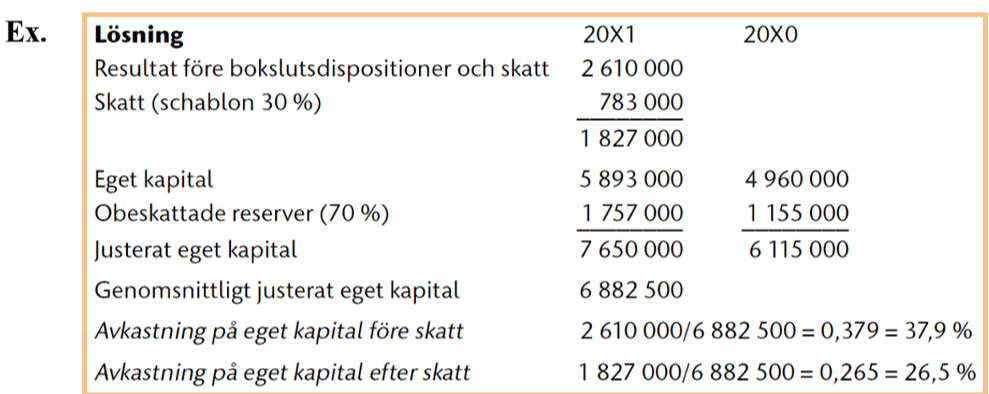 Ex. Lösning 20X1 20X0
Resultat före bokslutsdispositioner och skatt 2 610 000
Skatt (schablon 30 %) 783 000
1 827 000
Eget kapital 5 893 000 4 960 000
Obeskattade reserver (70 %) 1 757 000 1 155 000
Justerat eget kapital 7 650 000 6 115 000
Genomsnittligt justerat eget kapital 6 882 500
Avkastning på eget kapital före skatt 2 610 000/6 882 500 = 0,379 = 37,9 %
Avkastning på eget kapital efter skatt 1 827 000/6 882 500 = 0,265 = 26,5 %